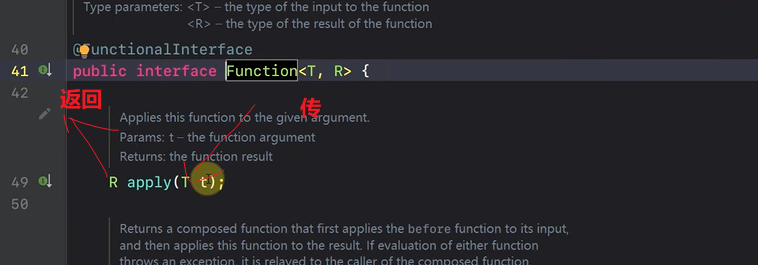 Type parameters: <T> – the type of the input to the function
<R> – the type of the result of the function
40 @FunctionalInterface
41 public interface Function<T, R> {
42
返回 传
Applies this function to the given argument.
Params: t – the function argument
Returns: the function result
49 R apply(T t);
50
Returns a composed function that first applies the before function to its input,
and then applies this function to the result. If evaluation of either function
throws an exception, it is relayed to the caller of the composed function